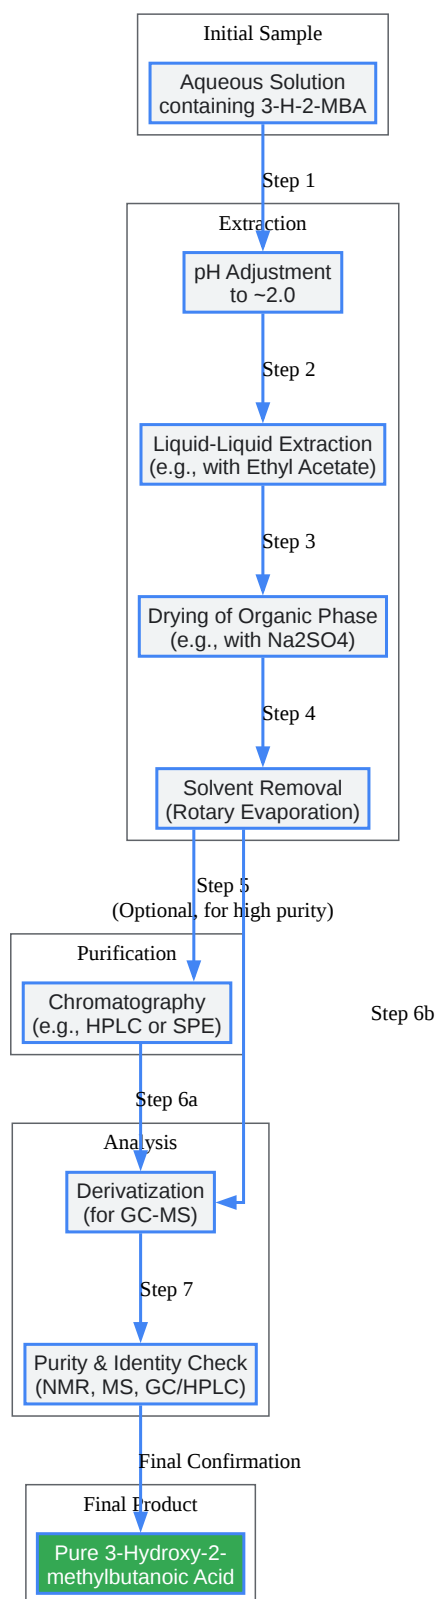 Initial Sample
Aqueous Solution
containing 3-H-2-MBA
Step 1
Extraction
pH Adjustment
to ~2.0
Step 2
Liquid-Liquid Extraction
(e.g., with Ethyl Acetate)
Step 3
Drying of Organic Phase
(e.g., with Na2SO4)
Step 4
Solvent Removal
(Rotary Evaporation)
Step 5
(Optional, for high purity)
Purification
Chromatography
(e.g., HPLC or SPE)
Step 6b
Step 6a
Analysis
Derivatization
(for GC-MS)
Step 7
Purity & Identity Check
(NMR, MS, GC/HPLC)
Final Confirmation
Final Product
Pure 3-Hydroxy-2-
methylbutanoic Acid